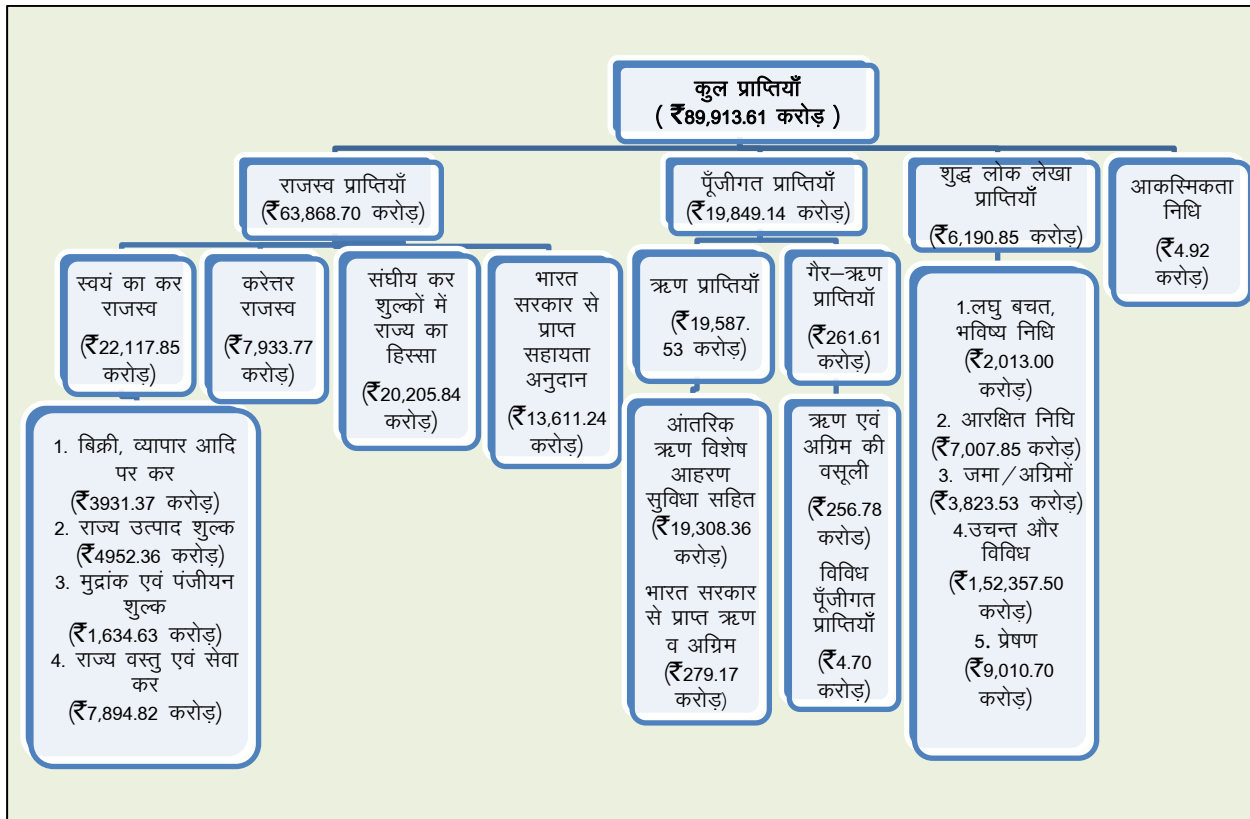 कुल प्राप्तियाँ
( ₹89,913.61 करोड़ )
राजस्व प्राप्तियाँ
(₹63,868.70 करोड़)
पूँजीगत प्राप्तियाँ
(₹19,849.14 करोड़)
शुद्ध लोक लेखा
प्राप्तियाँ
(₹6,190.85 करोड़)
आकस्मिकता
निधि
(₹4.92
करोड़)
स्वयं का कर
राजस्व
(₹22,117.85
करोड़)
करेत्तर
राजस्व
(₹7,933.77
करोड़)
संघीय कर
शुल्कों में
राज्य का
हिस्सा
(₹20,205.84
करोड़)
भारत
सरकार से
प्राप्त
सहायता
अनुदान
(₹13,611.24
करोड़)
ऋण प्राप्तियाँ
(₹19,587.
53 करोड़)
गैर–ऋण
प्राप्तियॉ
(₹261.61
करोड़)
1. बिक्री, व्यापार आदि
पर कर
(₹3931.37 करोड़)
2. राज्य उत्पाद शुल्क
(₹4952.36 करोड़)
3. मुद्रांक एवं पंजीयन
शुल्क
(₹1,634.63 करोड़)
4. राज्य वस्तु एवं सेवा
कर
(₹7,894.82 करोड़)
आंतरिक
ऋण विशेष
आहरण
सुविधा सहित
(₹19,308.36
करोड़)
भारत सरकार
से प्राप्त ऋण
व अग्रिम
(₹279.17
करोड़)
ऋण एवं
अग्रिम की
वसूली
(₹256.78
करोड)
विविध
पूँजीगत
प्राप्तियाँ
(₹4.70
करोड़)
1.लघु बचत,
भविष्य निधि
(₹2,013.00
करोड़)
2. आरक्षित निघि
(₹7,007.85 करोड़)
3. जमा/अग्रिमों
(₹3,823.53 करोड़)
4.उचन्त और
विविध
(₹1,52,357.50
करोड़)
5. प्रेषण
(₹9,010.70
करोड़)